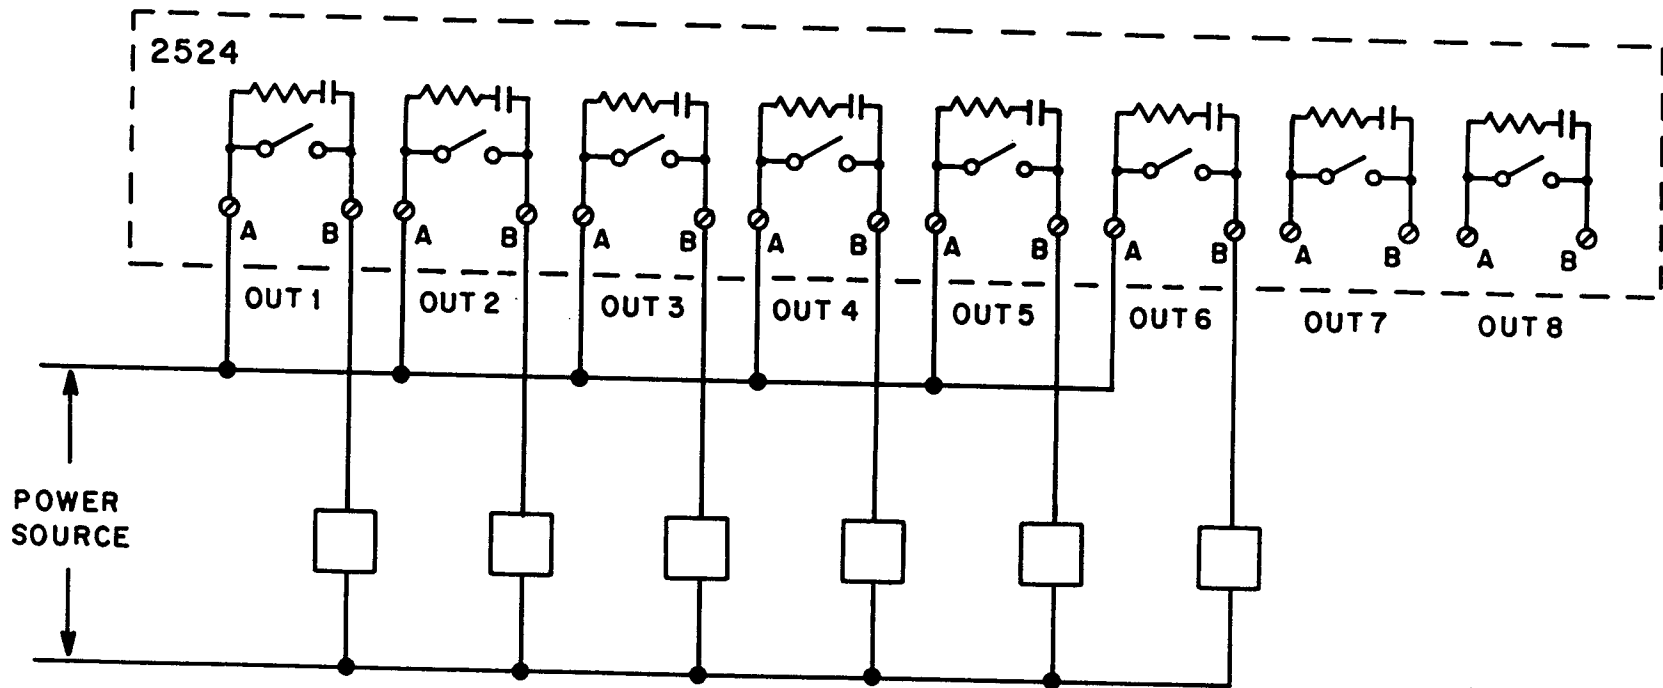 2524
A B A B A B A B A B A B A B A B
OUT 1 OUT 2 OUT 3 OUT 4 OUT 5 OUT 6 OUT 7 OUT 8
POWER
SOURCE